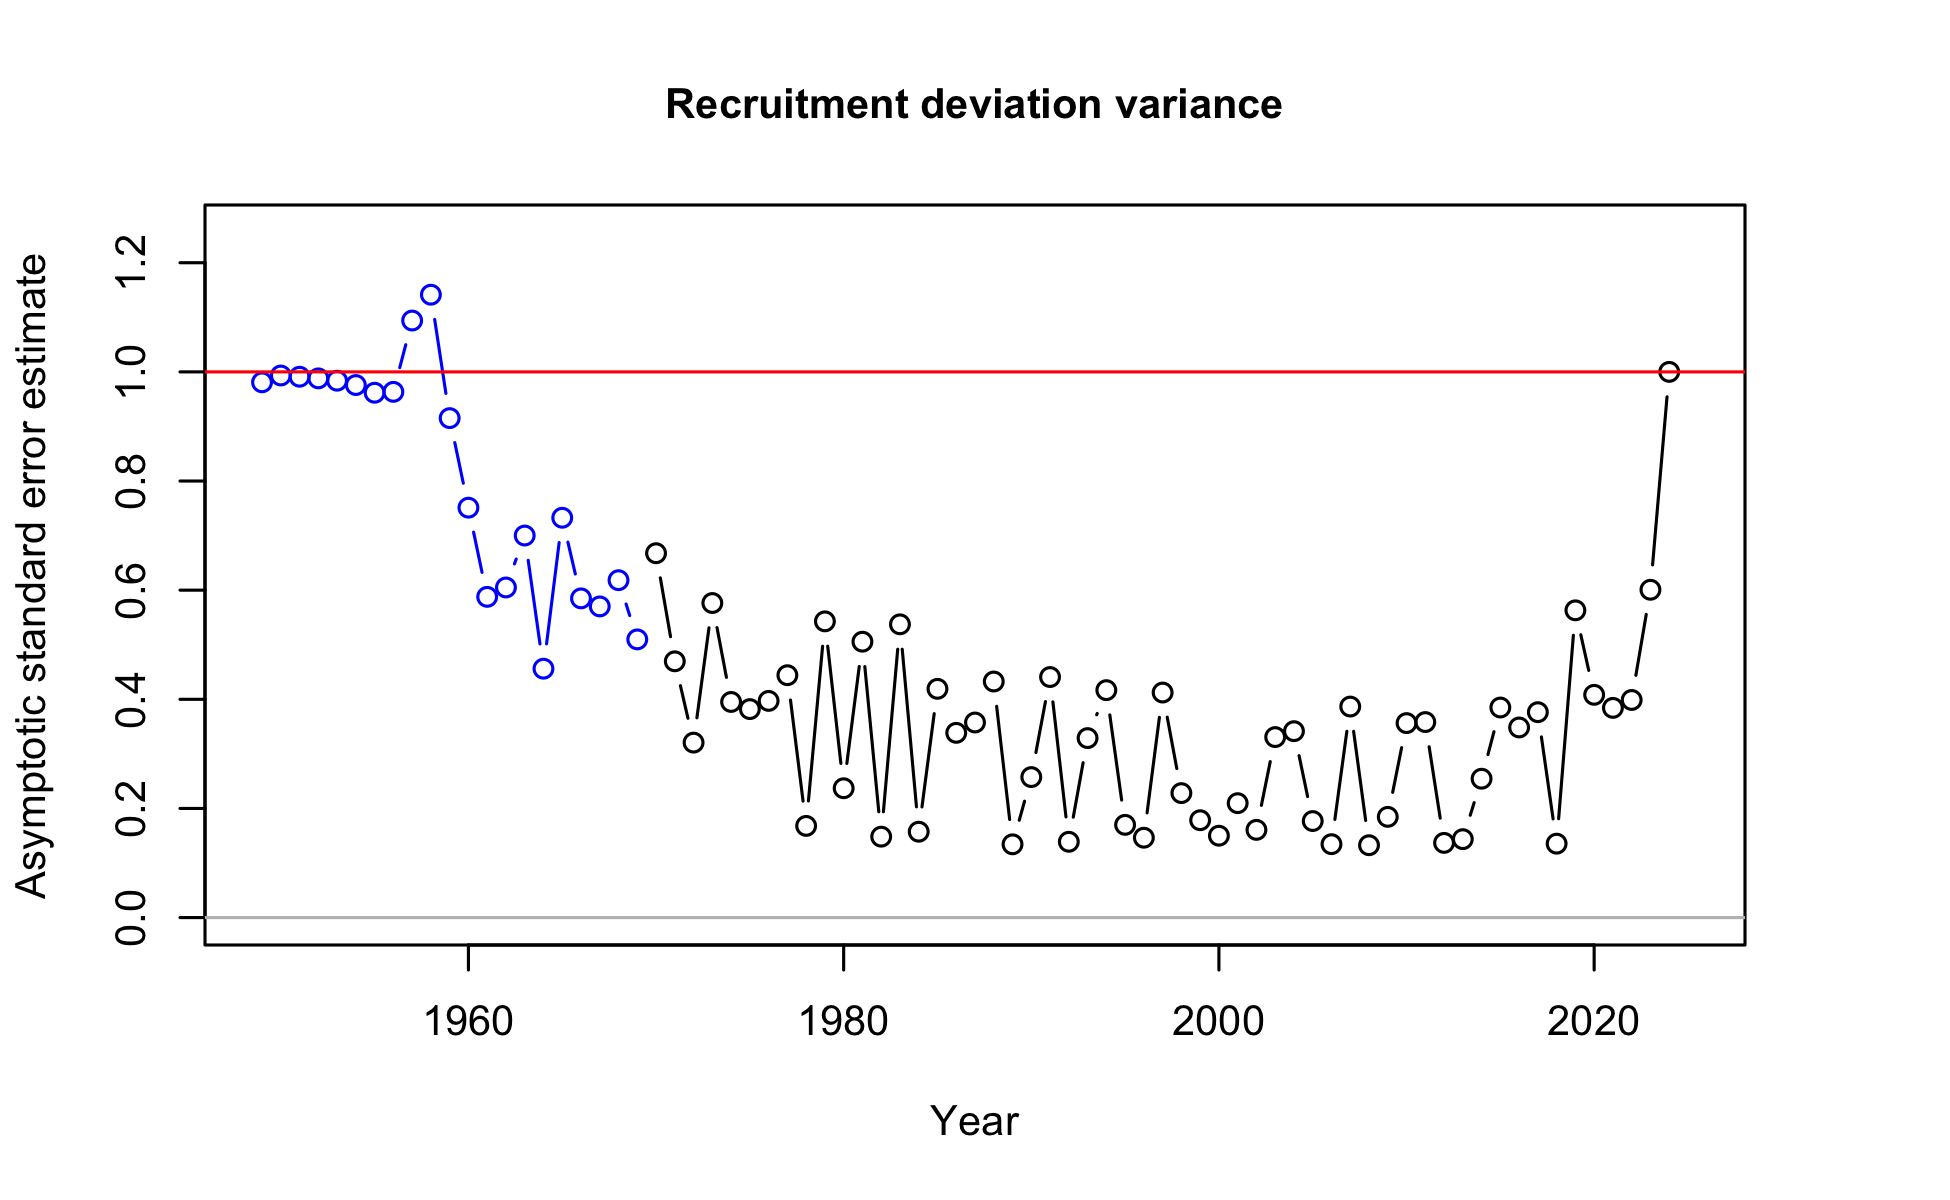 Recruitment deviation variance
Asymptotic standard error estimate
1.2
1.0
0.8
0.6
0.4
0.2
0.0
1960 1980 2000 2020
Year